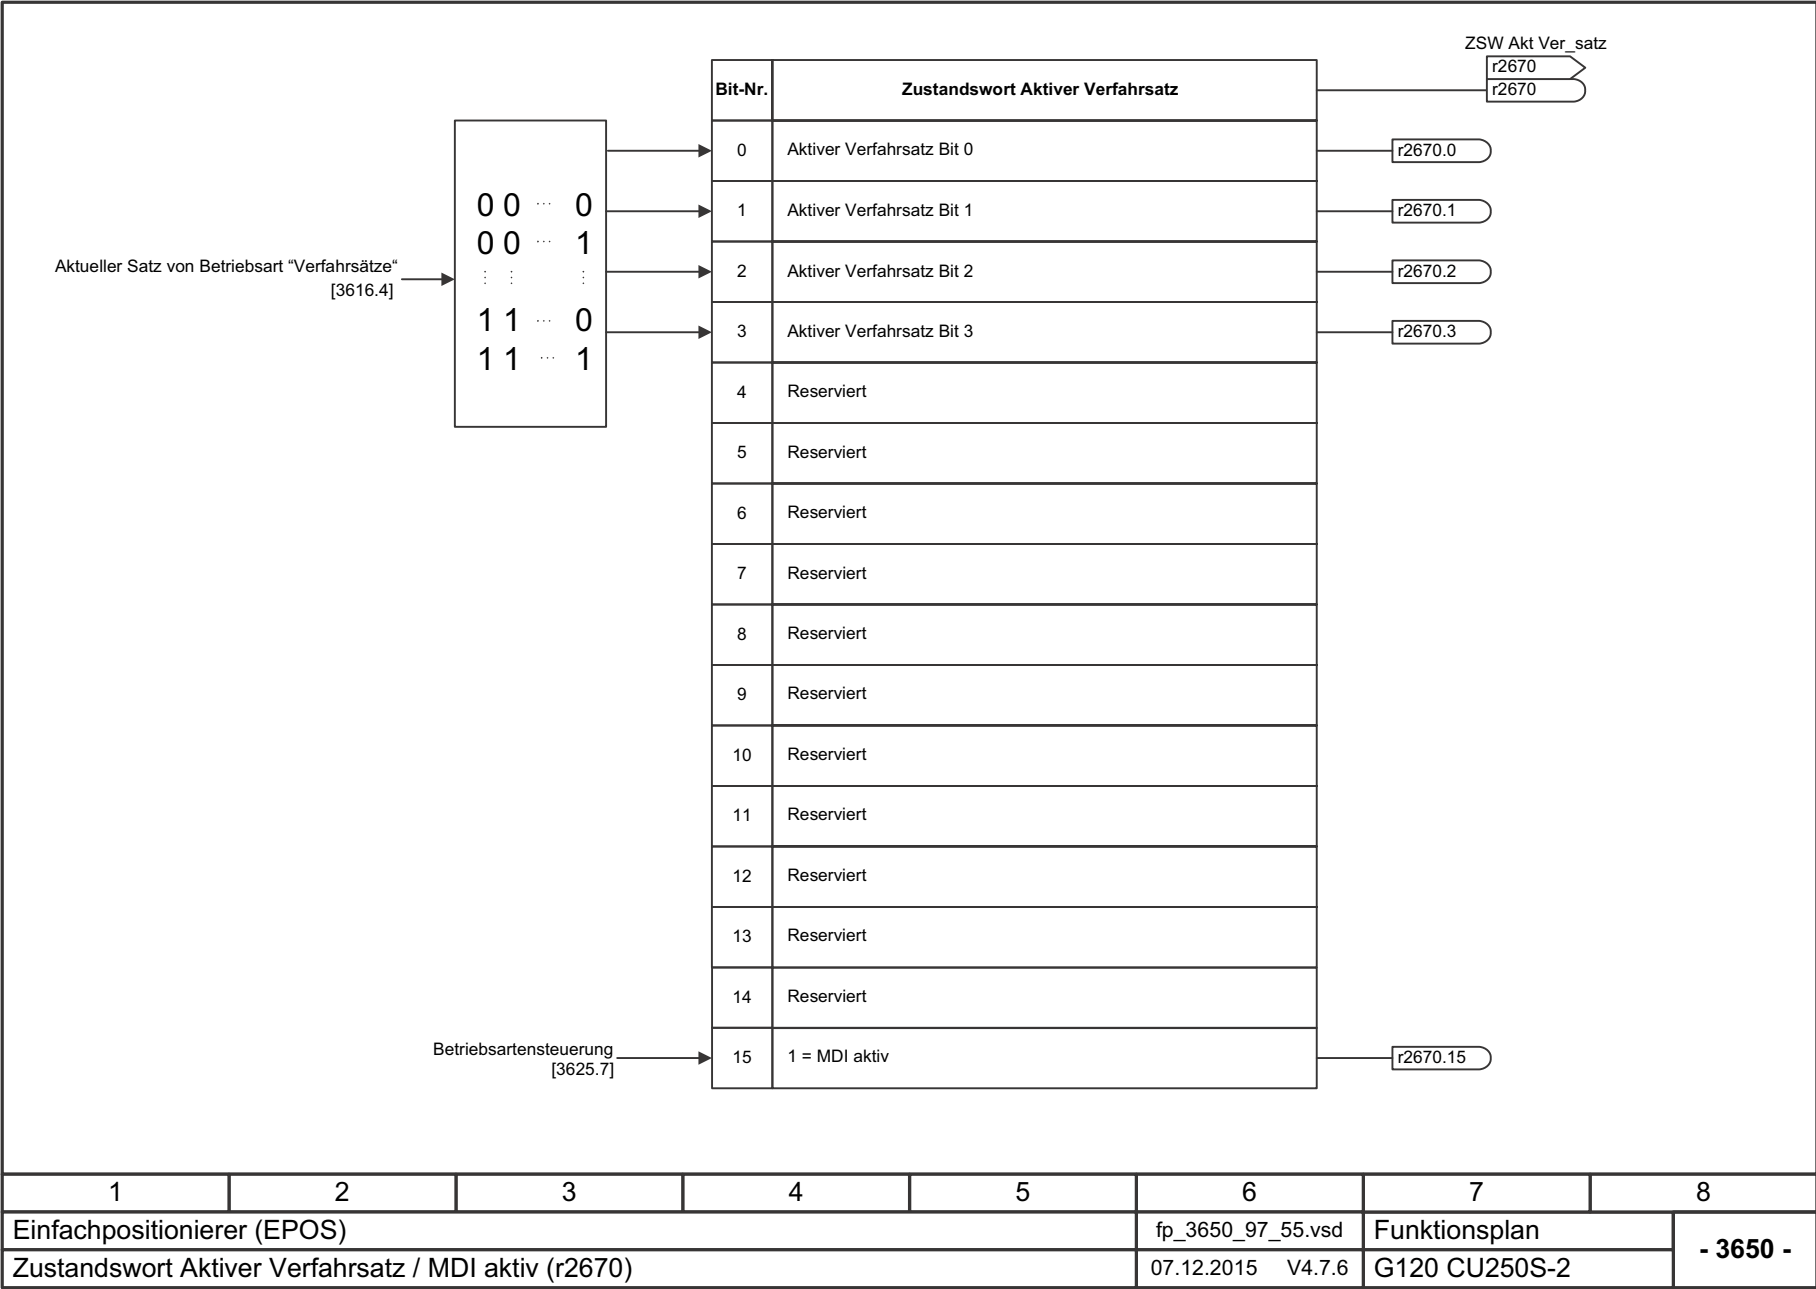 ZSW Akt Ver_satz
r2670
r2670
Bit-Nr. Zustandswort Aktiver Verfahrsatz
0 Aktiver Verfahrsatz Bit 0 r2670.0
1 Aktiver Verfahrsatz Bit 1 r2670.1
2 Aktiver Verfahrsatz Bit 2 r2670.2
3 Aktiver Verfahrsatz Bit 3 r2670.3
4 Reserviert
5 Reserviert
6 Reserviert
7 Reserviert
8 Reserviert
9 Reserviert
10 Reserviert
11 Reserviert
12 Reserviert
13 Reserviert
14 Reserviert
15 1 = MDI aktiv r2670.15
Aktueller Satz von Betriebsart “Verfahrsätze“
[3616.4]
0 0 ... 0
0 0 ... 1
⋮ ⋮ ⋮
1 1 ... 0
1 1 ... 1
Betriebsartensteuerung
[3625.7]
1 2 3 4 5 6 7 8
Einfachpositionierer (EPOS) fp_3650_97_55.vsd Funktionsplan
- 3650 -
Zustandswort Aktiver Verfahrsatz / MDI aktiv (r2670) 07.12.2015 V4.7.6 G120 CU250S-2